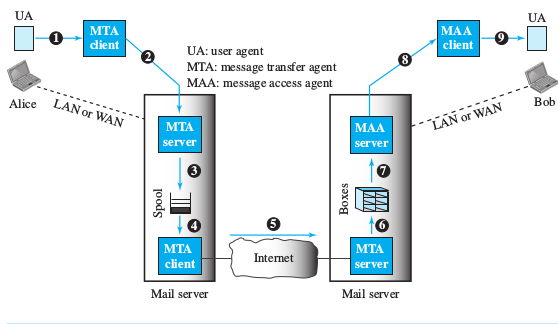 UA
1
MTA
client
2
Alice
LAN or WAN
UA: user agent
MTA: message transfer agent
MAA: message access agent
8
MAA
client
9
UA
Bob
LAN or WAN
MTA
server
3
Spool
4
MTA
client
Mail server
5
Internet
MAA
server
7
Boxes
6
MTA
server
Mail server